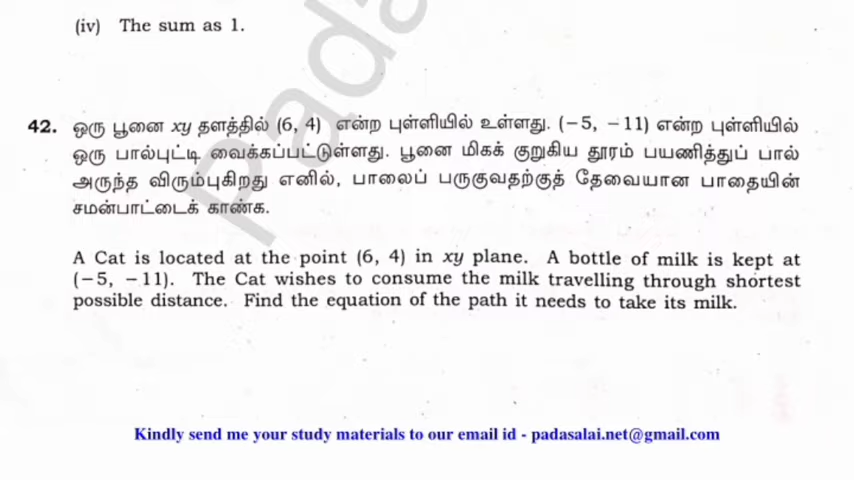 (iv) The sum as 1.
42. ஒரு பூனை xy தளத்தில் (6, 4) என்ற புள்ளியில் உள்ளது. (−5, −11) என்ற புள்ளியில்
ஒரு பால்புட்டி வைக்கப்பட்டுள்ளது. பூனை மிகக் குறுகிய தூரம் பயணித்துப் பால்
அருந்த விரும்புகிறது எனில், பாலைப் பருகுவதற்குத் தேவையான பாதையின்
சமன்பாட்டைக் காண்க.
A Cat is located at the point (6, 4) in xy plane. A bottle of milk is kept at
(−5, −11). The Cat wishes to consume the milk travelling through shortest
possible distance. Find the equation of the path it needs to take its milk.
Kindly send me your study materials to our email id - padasalai.net@gmail.com
Pada